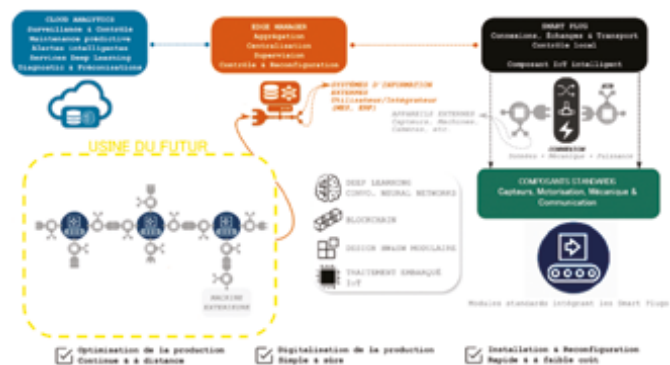 CLOUD ANALYTICS
Surveillance & Contrôle
Maintenance prédictive
Alertes intelligentes
Services Deep Learning
Diagnostic & Préconisations
EDGE MANAGER
Aggrégation
Centralisation
Supervision
Contrôle & Reconfiguration
SMART PLUG
Connexions, Échanges & Transport
Contrôle Local
Composant IoT intelligent
SYSTÈMES D'INFORMATION
EXTERNES
Utilisateur/Intégrateur
(MES, ERP)
APPAREILS EXTERNES
Capteurs, Machines,
Caméras, etc.
CONNEXION
Données + Mécanique + Puissance
USINE DU FUTUR
COMPOSANTS STANDARDS
Capteurs, Motorisation, Mécanique &
Communication
DEEP LEARNING
CONVO. NEURAL NETWORKS
BLOCKCHAIN
DESIGN MODULAIRE
TRAITEMENT EMBARQUÉ
IoT
MACHINE
EXTERIEURE
Modules standards intégrant les Smart Plugs
Optimisation de la production
Continue & à distance
Digitalisation de la production
Simple & sûre
Installation & Reconfiguration
Rapide & à faible coût